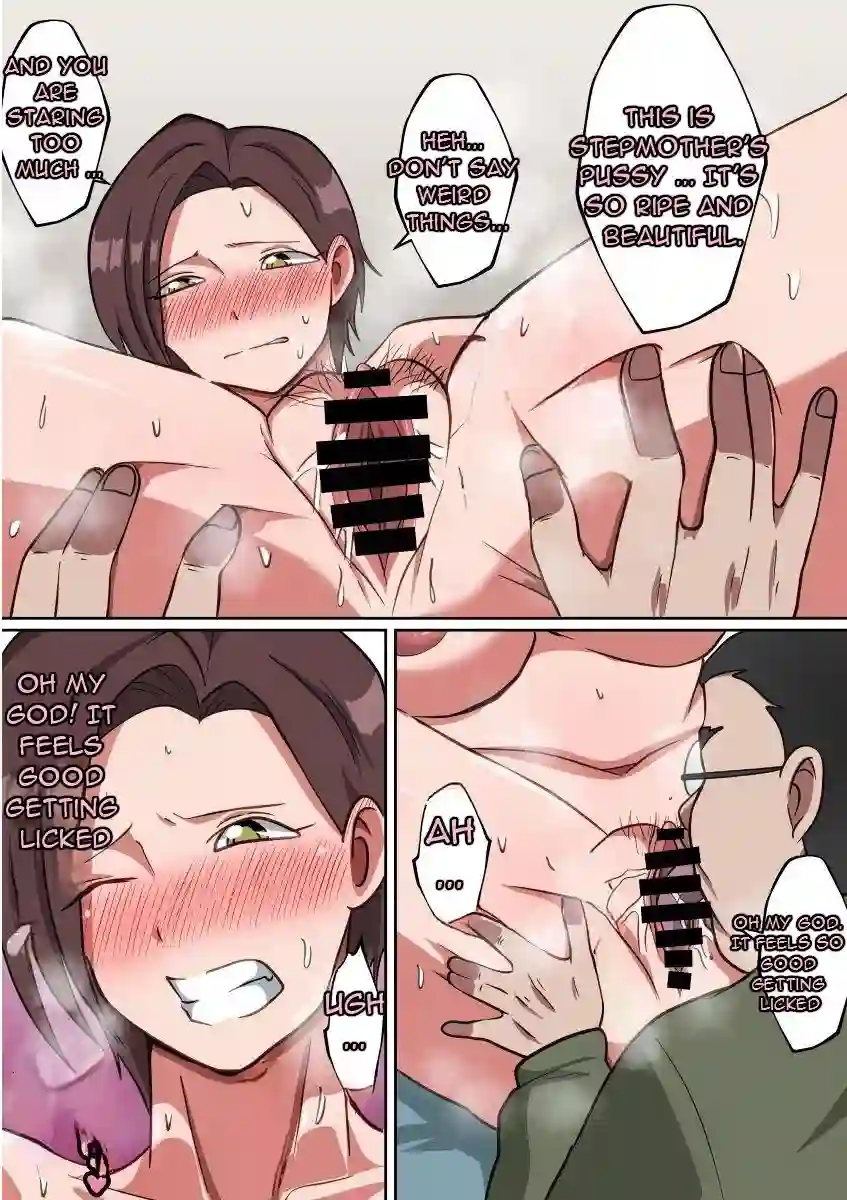 THIS IS
STEPMOTHER'S
PUSSY ... IT'S
SO RIPE AND
BEAUTIFUL.
HEH...
DON'T SAY
WEIRD
THINGS...
AND YOU
ARE
STARING
TOO
MUCH ...
OH MY
GOD! IT
FEELS
GOOD
GETTING
LICKED
UGH
...
AH
...
OH MY GOD,
IT FEELS SO
GOOD
GETTING
LICKED